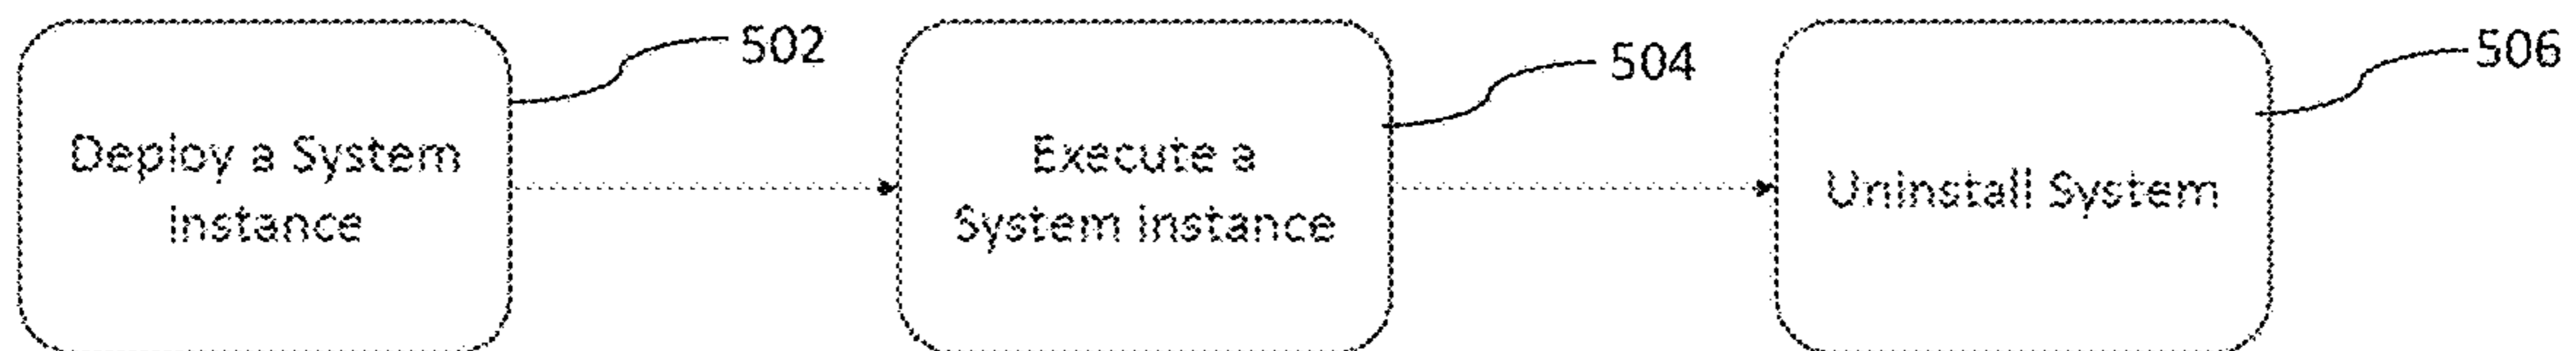 502
504
506
Deploy a System
instance
Execute a
System instance
Uninstall System